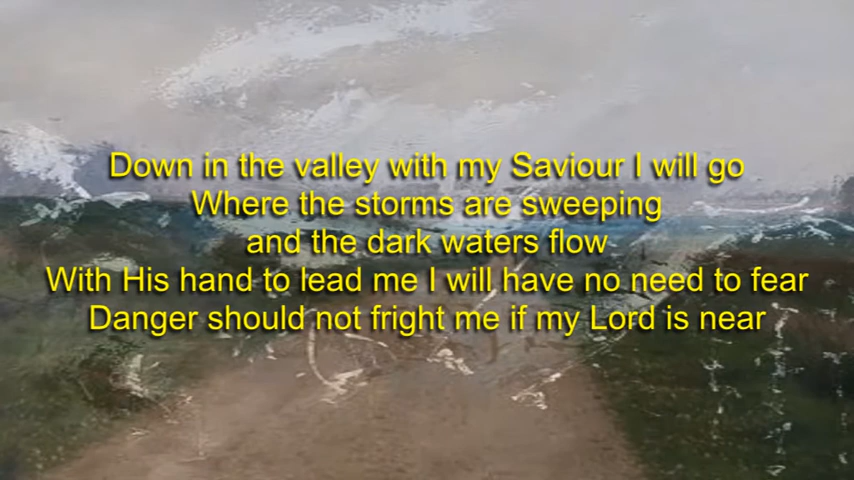 Down in the valley with my Saviour I will go
Where the storms are sweeping
and the dark waters flow
With His hand to lead me I will have no need to fear
Danger should not fright me if my Lord is near